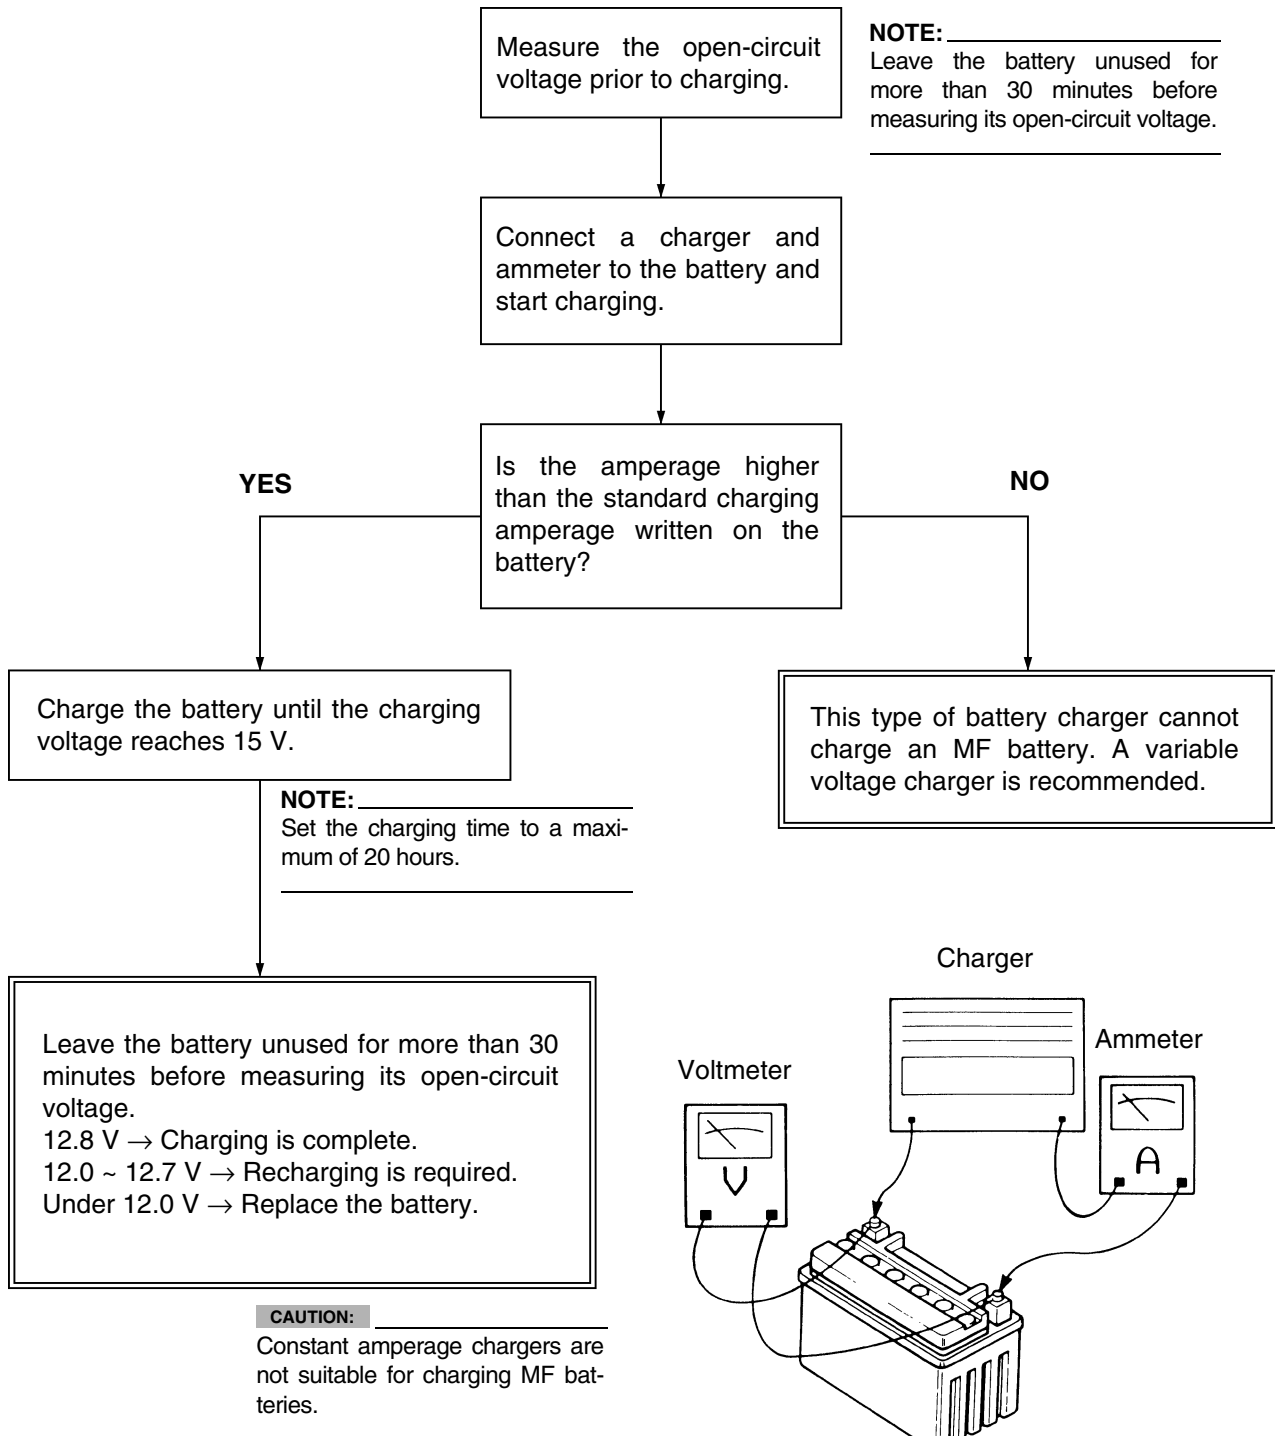 Measure the open-circuit
voltage prior to charging.
NOTE:
Leave the battery unused for
more than 30 minutes before
measuring its open-circuit voltage.
Connect a charger and
ammeter to the battery and
start charging.
Is the amperage higher
than the standard charging
amperage written on the
battery?
YES
NO
Charge the battery until the charging
voltage reaches 15 V.
This type of battery charger cannot
charge an MF battery. A variable
voltage charger is recommended.
NOTE:
Set the charging time to a maxi-
mum of 20 hours.
Leave the battery unused for more than 30
minutes before measuring its open-circuit
voltage.
12.8 V → Charging is complete.
12.0 ~ 12.7 V → Recharging is required.
Under 12.0 V → Replace the battery.
Charger
Ammeter
Voltmeter
A
V
CAUTION:
Constant amperage chargers are
not suitable for charging MF bat-
teries.